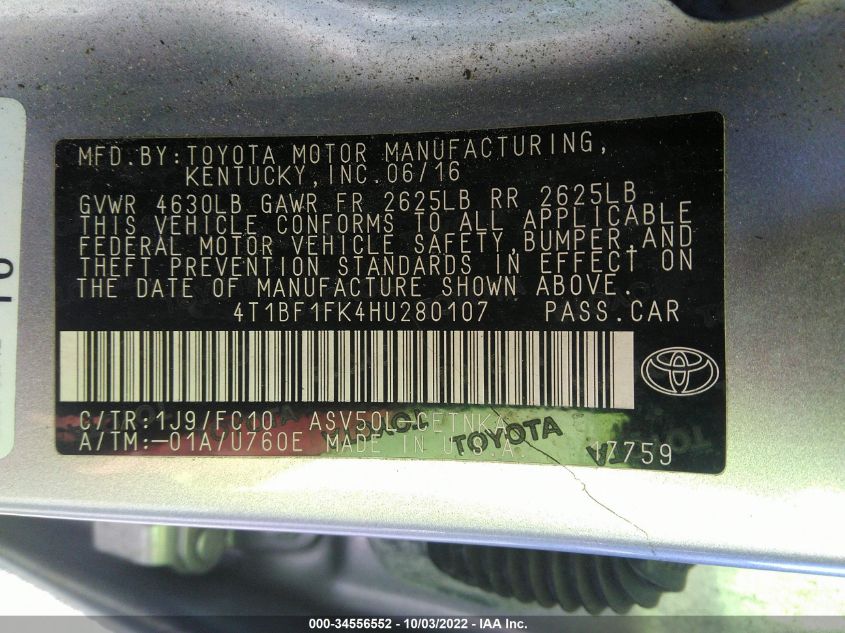 MFD.BY:TOYOTA MOTOR MANUFACTURING,
KENTUCKY,INC.06/16
GVWR 4630LB GAWR FR 2625LB RR 2625LB
THIS VEHICLE CONFORMS TO ALL APPLICABLE
FEDERAL MOTOR VEHICLE SAFETY,BUMPER,AND
THEFT PREVENTION STANDARDS IN EFFECT ON
THE DATE OF MANUFACTURE SHOWN ABOVE.
4T1BF1FK4HU280107 PASS.CAR
C/TR:1J9/FC10 ASV50L-CETNKA
A/TM:-01A/U760E MADE IN U.S.A 17759
TOYOTA
000-34556552 - 10/03/2022 - IAA Inc.